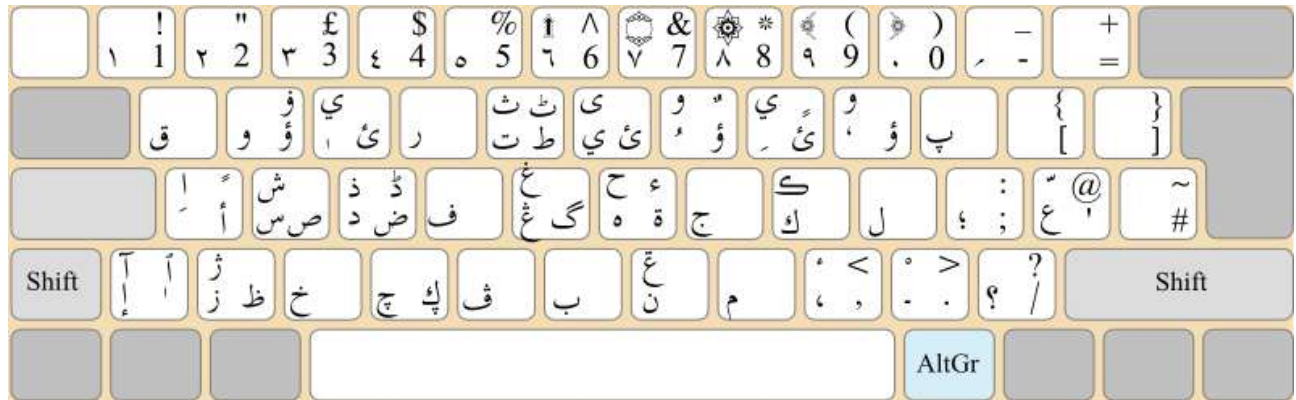 ! ١ 1 " ٢ 2 £ ٣ 3 $ ٤ 4 % ٥ 5 ^ ٦ 6 & ٧ 7 * ٨ 8 ( ٩ 9 ) ٠ 0 _ - + =
ق ۏ و ؤ ي ئ ر ث ٹ ت ط ى ي ئ و ؤ ي ئ و ؤ پ { [ } ]
أ ش س ص ذ ڈ د ض ف غ ڠ گ ح ء ه ة ج ڪ ك ل : ؛ ; @ ع ' ~ #
Shift آ إ ٱ ژ ز ظ خ چ ڮ ڤ ب ن م < ، , > - . ? ؟ / Shift
AltGr